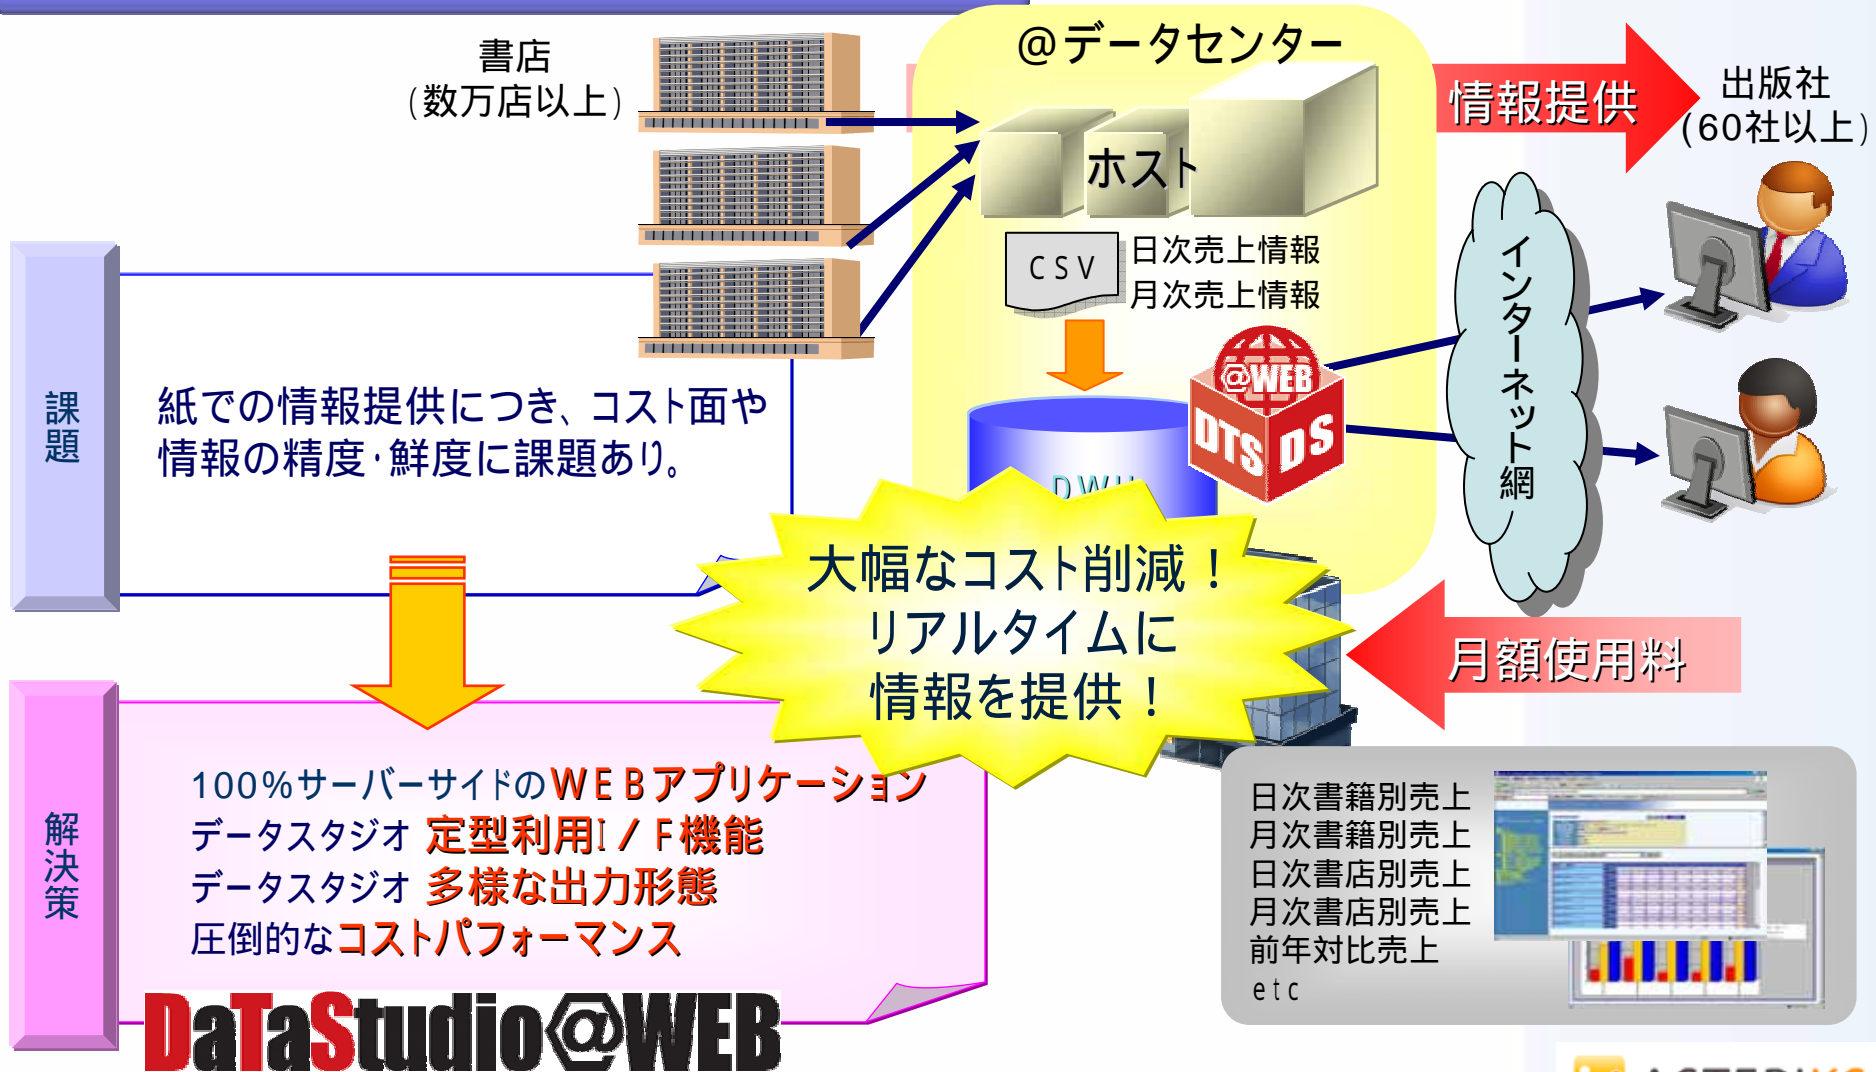 書店
(数万店以上)
@データセンター
ホスト
CSV
日次売上情報
月次売上情報
@WEB
DTS DS
情報提供
出版社
(60社以上)
インターネット網
課題
紙での情報提供につき、コスト面や
情報の精度・鮮度に課題あり。
大幅なコスト削減！
リアルタイムに
情報を提供！
月額使用料
解決策
100%サーバーサイドのWEBアプリケーション
データスタジオ 定型利用I/F機能
データスタジオ 多様な出力形態
圧倒的なコストパフォーマンス
DaTaStudio@WEB
日次書籍別売上
月次書籍別売上
日次書店別売上
月次書店別売上
前年対比売上
etc